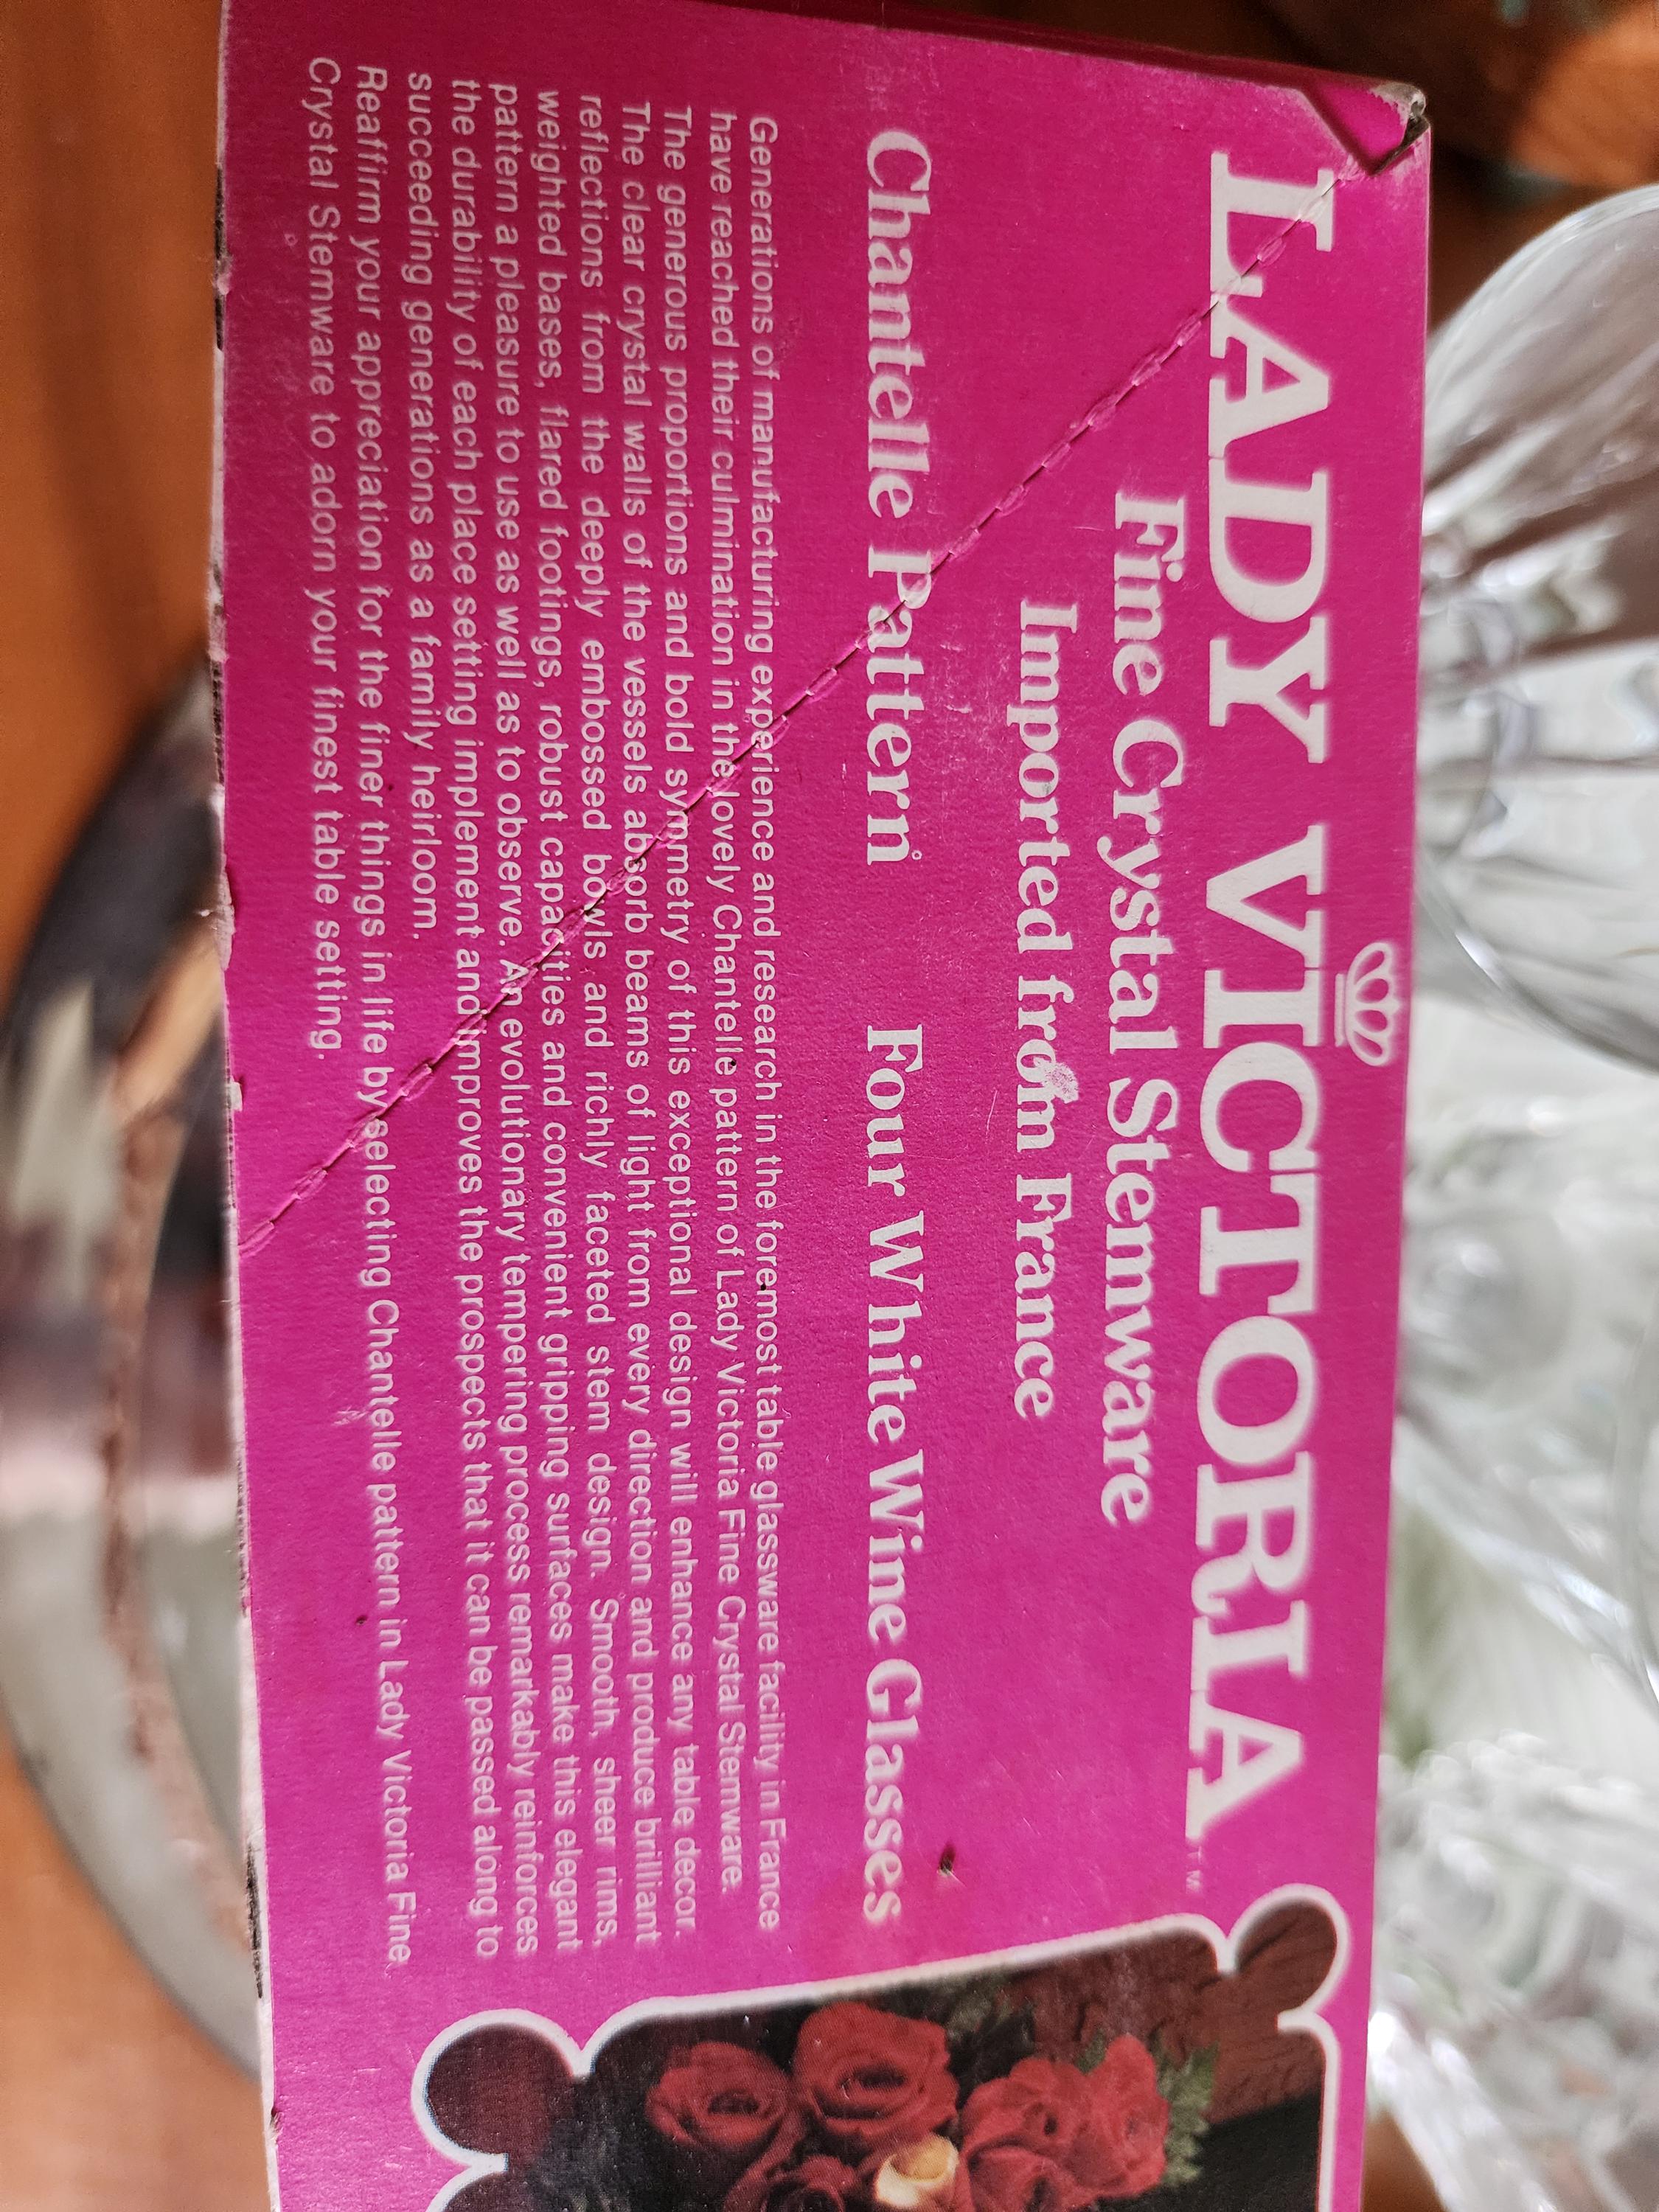 LADY VICTORIA™
Fine Crystal Stemware
Imported from France
Chantelle Pattern Four White Wine Glasses
Generations of manufacturing experience and research in the foremost table glassware facility in France
have reached their culmination in the lovely Chantelle pattern of Lady Victoria Fine Crystal Stemware.
The generous proportions and bold symmetry of this exceptional design will enhance any table decor.
The clear crystal walls of the vessels absorb beams of light from every direction and produce brilliant
reflections from the deeply embossed bowls and richly faceted stem design. Smooth, sheer rims,
weighted bases, flared footings, robust capacities and convenient gripping surfaces make this elegant
pattern a pleasure to use as well as to observe. An evolutionary tempering process remarkably reinforces
the durability of each place setting implement and improves the prospects that it can be passed along to
succeeding generations as a family heirloom.
Reaffirm your appreciation for the finer things in life by selecting Chantelle pattern in Lady Victoria Fine
Crystal Stemware to adorn your finest table setting.